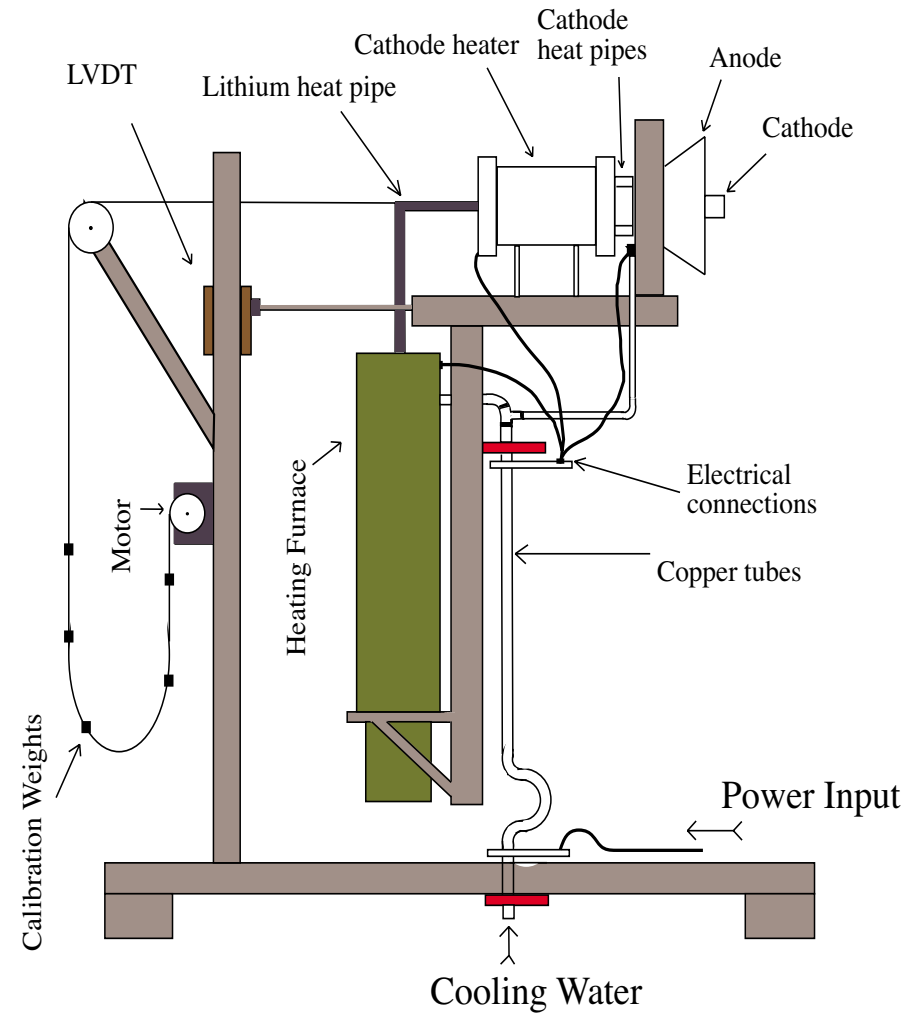 Cathode
heat pipes
Cathode heater
Anode
LVDT
Lithium heat pipe
Cathode
Motor
Heating Furnace
Electrical
connections
Copper tubes
Calibration Weights
Power Input
Cooling Water